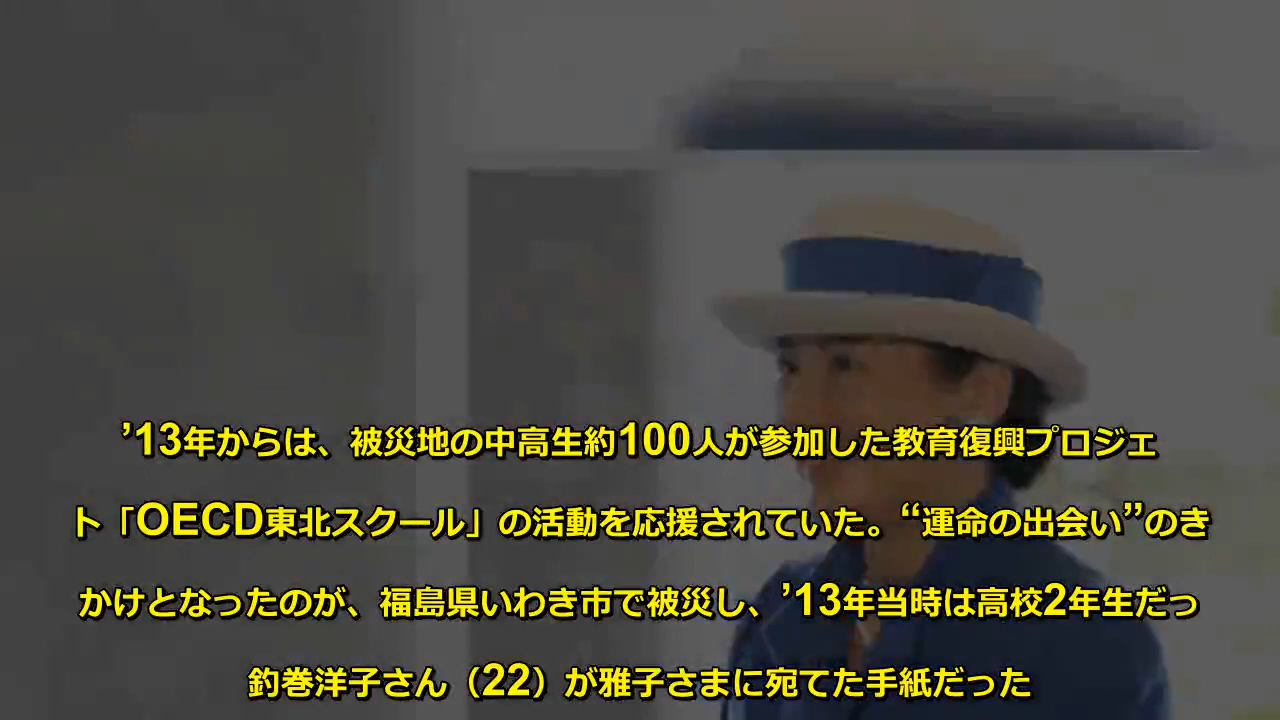 ’13年からは、被災地の中高生約100人が参加した教育復興プロジェ
ト「OECD東北スクール」の活動を応援されていた。“運命の出会い”のき
かけとなったのが、福島県いわき市で被災し、’13年当時は高校2年生だっ
釣巻洋子さん（22）が雅子さまに宛てた手紙だった